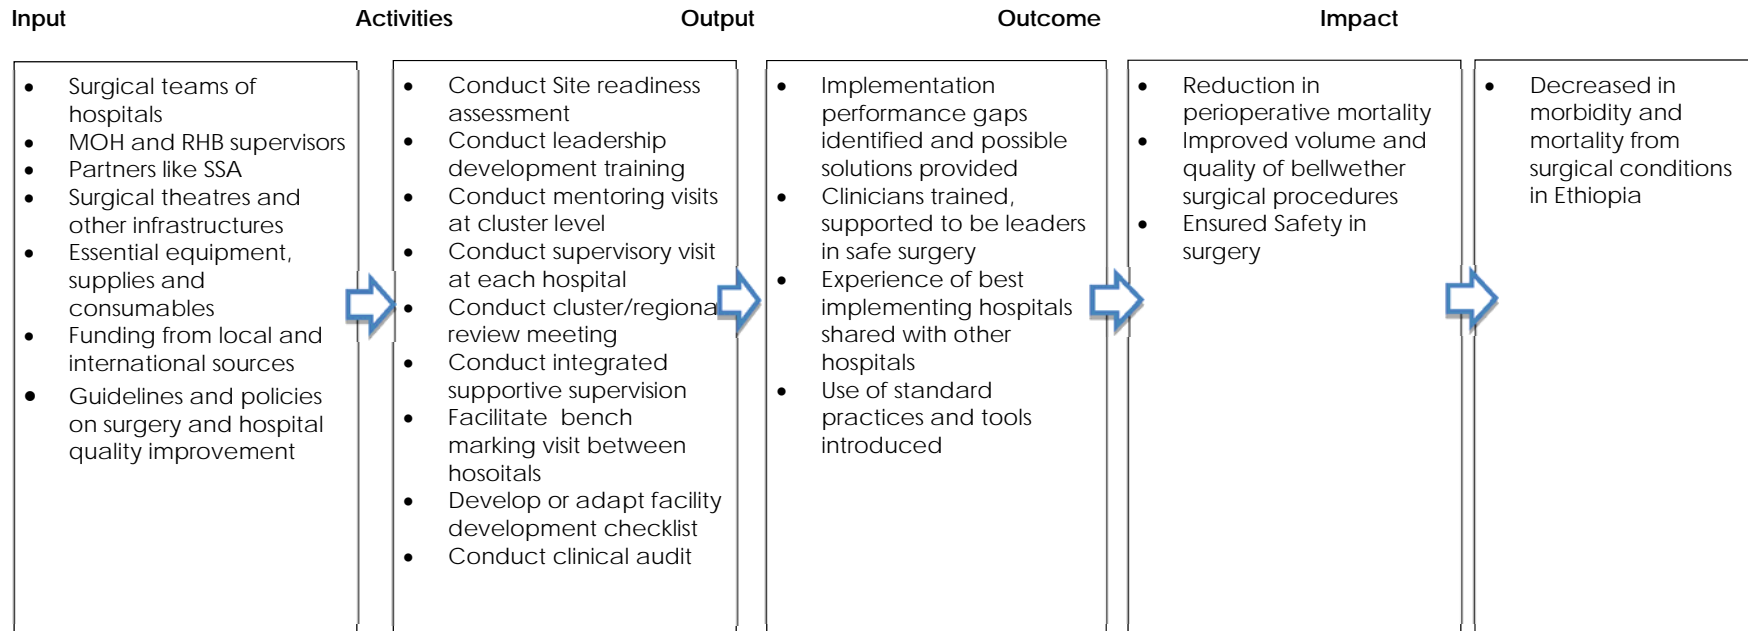 Input Activities Output Outcome Impact
• Surgical teams of
hospitals
• MOH and RHB supervisors
• Partners like SSA
• Surgical theatres and
other infrastructures
• Essential equipment,
supplies and
consumables
• Funding from local and
international sources
• Guidelines and policies
on surgery and hospital
quality improvement
• Conduct Site readiness
assessment
• Conduct leadership
development training
• Conduct mentoring visits
at cluster level
• Conduct supervisory visit
at each hospital
• Conduct cluster/regiona
review meeting
• Conduct integrated
supportive supervision
• Facilitate bench
marking visit between
hosoitals
• Develop or adapt facility
development checklist
• Conduct clinical audit
• Implementation
performance gaps
identified and possible
solutions provided
• Clinicians trained,
supported to be leaders
in safe surgery
• Experience of best
implementing hospitals
shared with other
hospitals
• Use of standard
practices and tools
introduced
• Reduction in
perioperative mortality
• Improved volume and
quality of bellwether
surgical procedures
• Ensured Safety in
surgery
• Decreased in
morbidity and
mortality from
surgical conditions
in Ethiopia